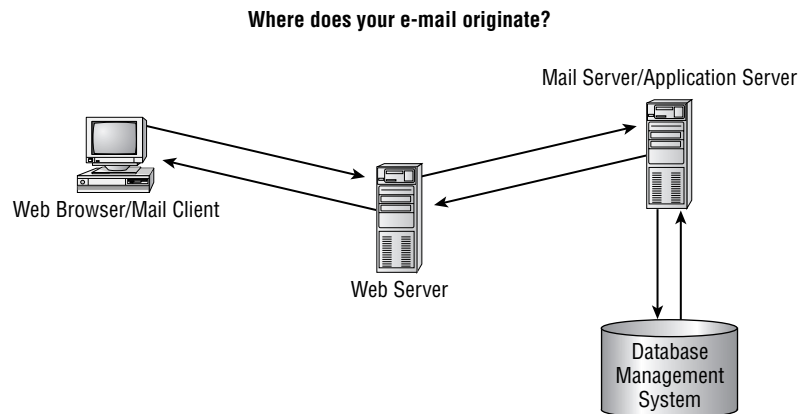 Where does your e-mail originate?
Mail Server/Application Server
Web Browser/Mail Client
Web Server
Database
Management
System